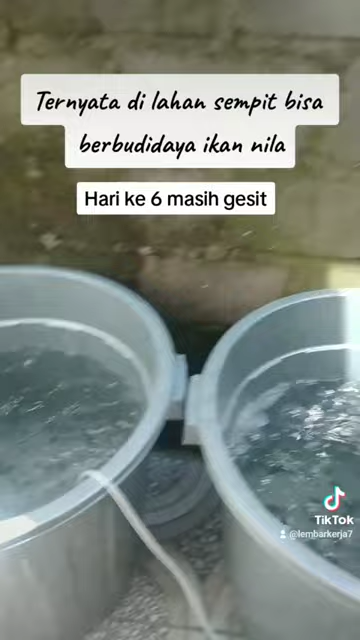 Ternyata di lahan sempit bisa
berbudidaya ikan nila
Hari ke 6 masih gesit
TikTok
@lembarkerja7